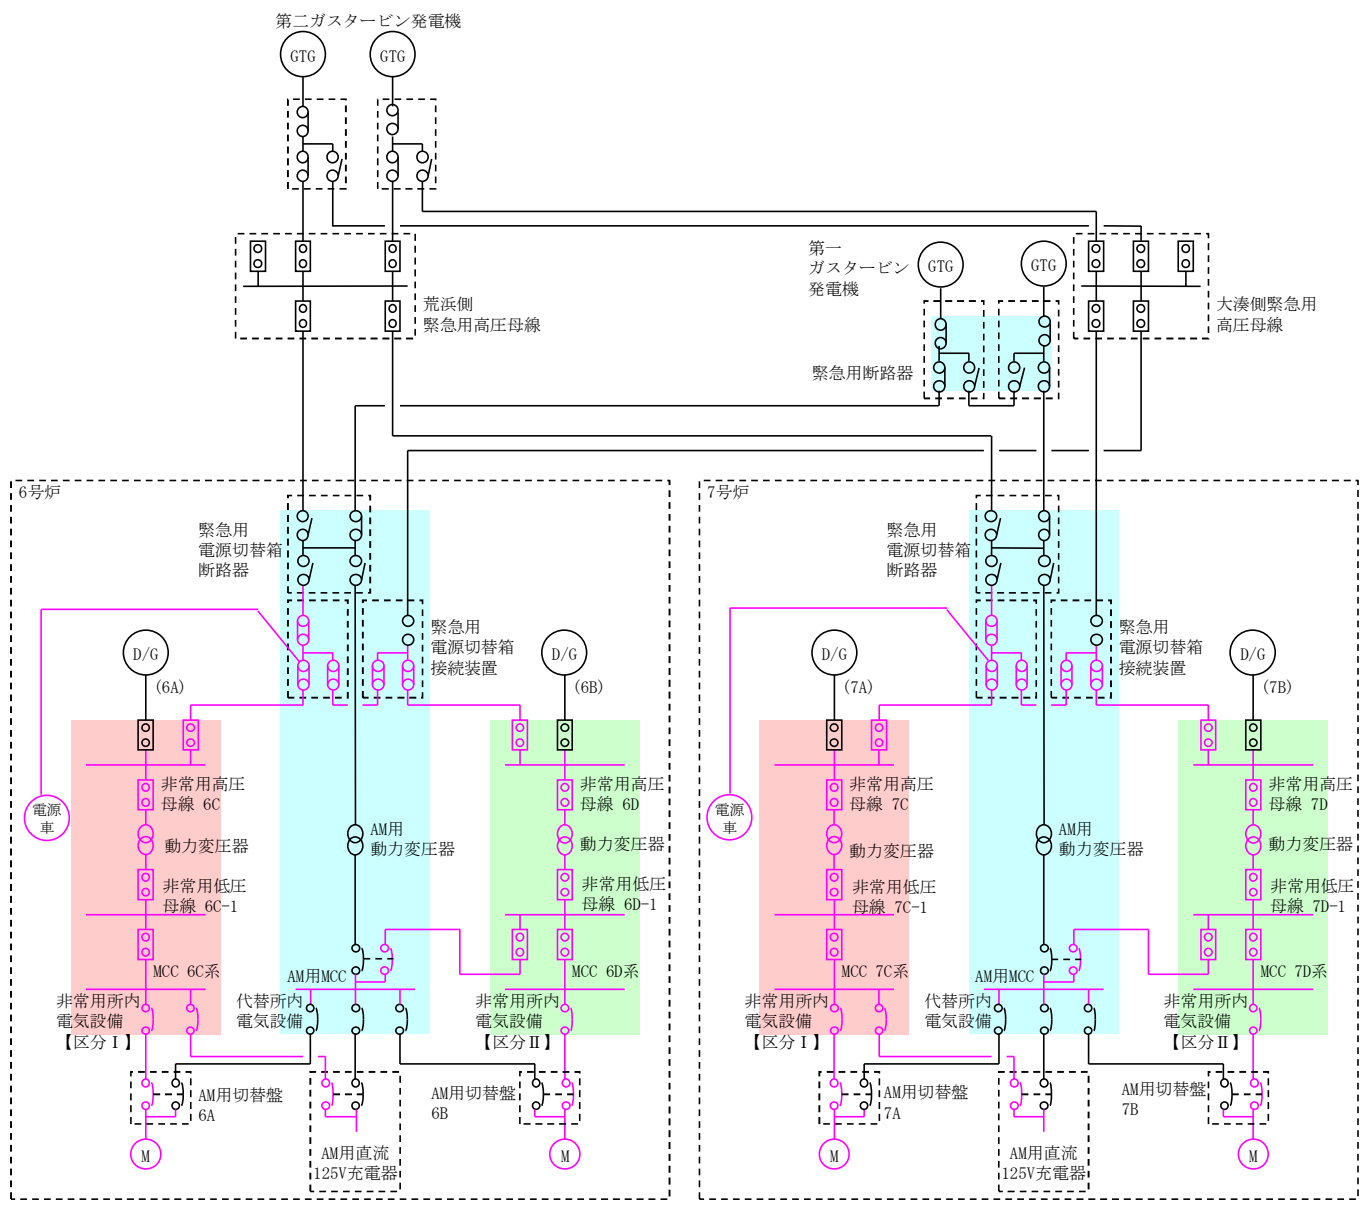 第二ガスタービン発電機
GTG
GTG
第一
ガスタービン
発電機
GTG
GTG
荒浜側
緊急用高圧母線
大湊側緊急用
高圧母線
緊急用断路器
6号炉
緊急用
電源切替箱
断路器
緊急用
電源切替箱
接続装置
D/G
(6A)
D/G
(6B)
電源
車
非常用高圧
母線 6C
動力変圧器
非常用低圧
母線 6C-1
MCC 6C系
非常用所内
電気設備
【区分Ⅰ】
AM用
動力変圧器
AM用MCC
代替所内
電気設備
非常用高圧
母線 6D
動力変圧器
非常用低圧
母線 6D-1
MCC 6D系
非常用所内
電気設備
【区分Ⅱ】
AM用切替盤
6A
AM用切替盤
6B
M
AM用直流
125V充電器
M
7号炉
緊急用
電源切替箱
断路器
緊急用
電源切替箱
接続装置
D/G
(7A)
D/G
(7B)
電源
車
非常用高圧
母線 7C
動力変圧器
非常用低圧
母線 7C-1
MCC 7C系
非常用所内
電気設備
【区分Ⅰ】
AM用
動力変圧器
AM用MCC
代替所内
電気設備
非常用高圧
母線 7D
動力変圧器
非常用低圧
母線 7D-1
MCC 7D系
非常用所内
電気設備
【区分Ⅱ】
AM用切替盤
7A
AM用切替盤
7B
M
AM用直流
125V充電器
M